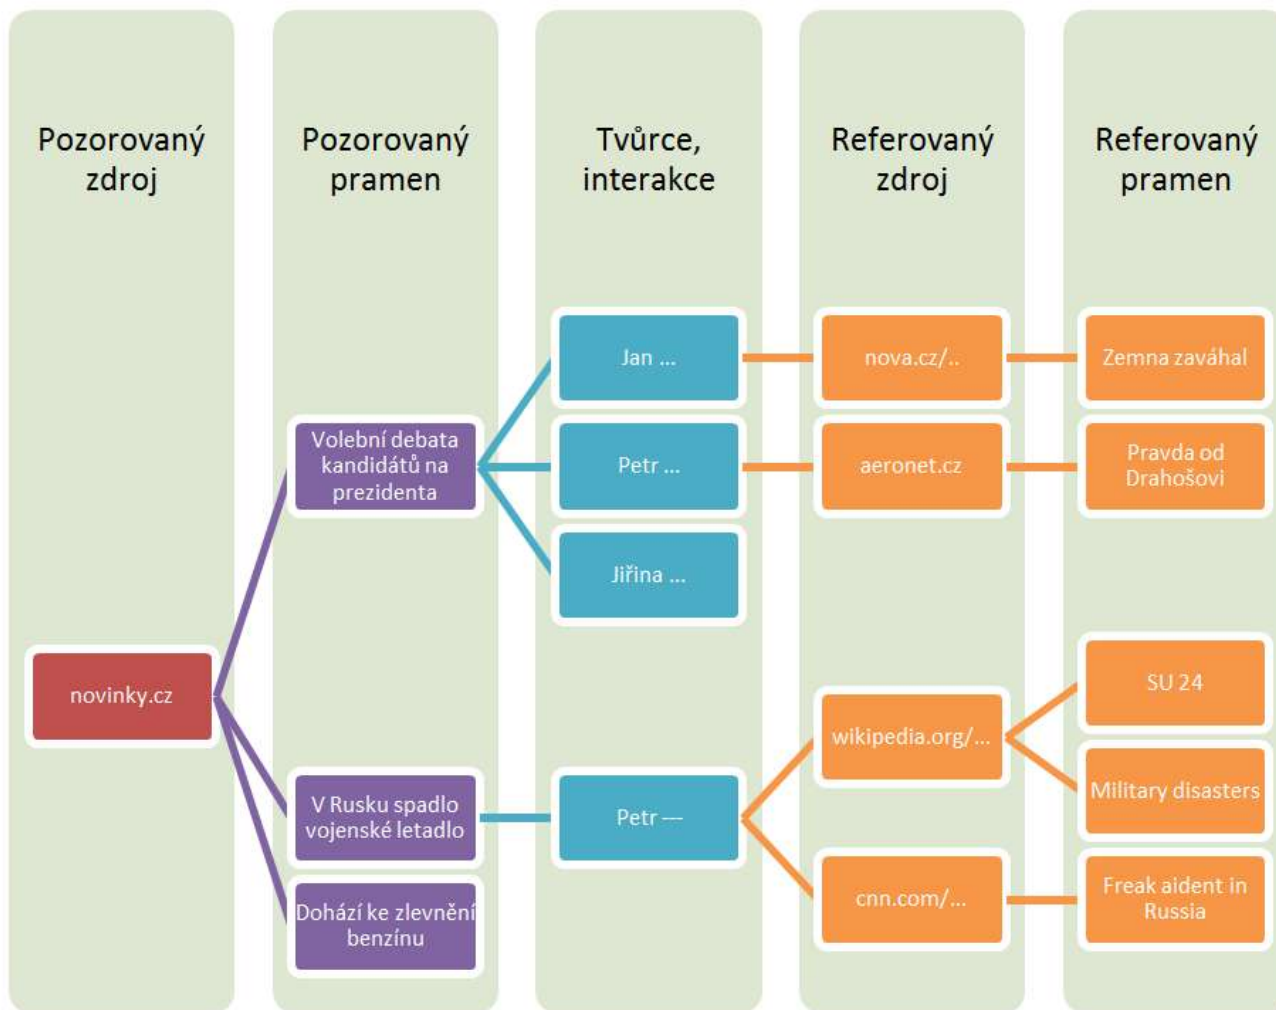 Pozorovaný
zdroj
Pozorovaný
pramen
Tvůrce,
interakce
Referovaný
zdroj
Referovaný
pramen
Jan ...
nova.cz/..
Zemna zaváhal
Volební debata
kandidátů na
prezidenta
Petr ...
aeronet.cz
Pravda od
Drahošovi
Jiřina ...
novinky.cz
SU 24
wikipedia.org/...
Military disasters
V Rusku spadlo
vojenské letadlo
Petr ---
Dohází ke zlevnění
benzínu
cnn.com/...
Freak aident in
Russia